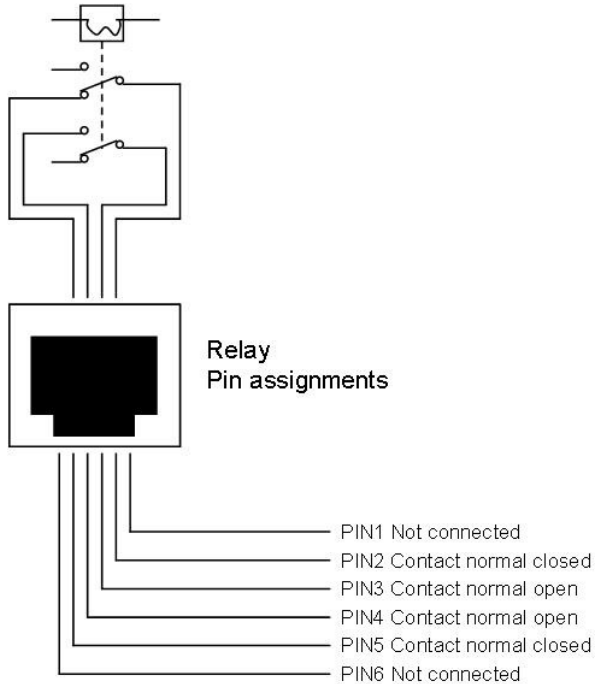 Relay
Pin assignments
PIN1 Not connected
PIN2 Contact normal closed
PIN3 Contact normal open
PIN4 Contact normal open
PIN5 Contact normal closed
PIN6 Not connected